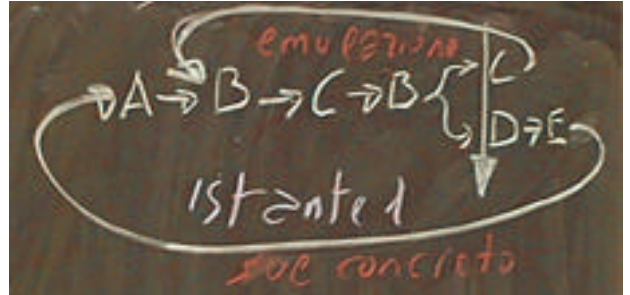 emulazione
A → B → C → B { C
D → E
istante 1
concreto